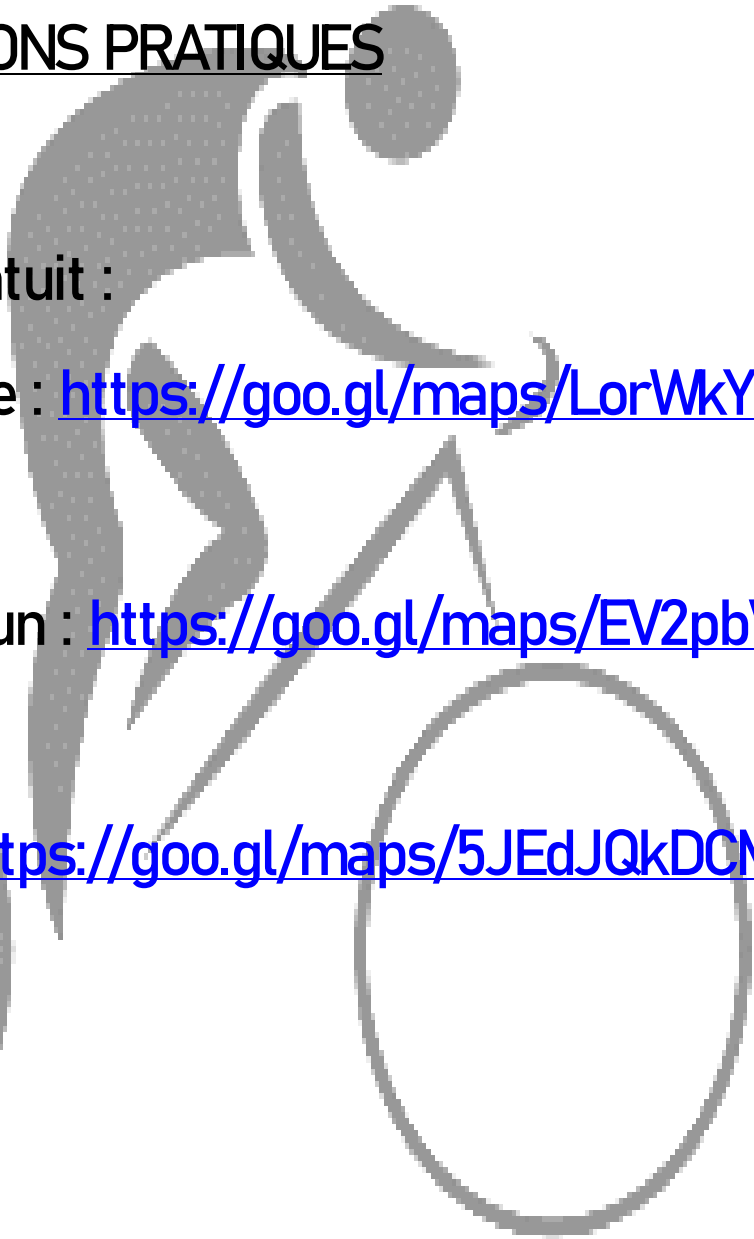 ONS PRATIQUES
tuit :
e : https://goo.gl/maps/LorWkY
un : https://goo.gl/maps/EV2pb
tps://goo.gl/maps/5JEdJQkDC